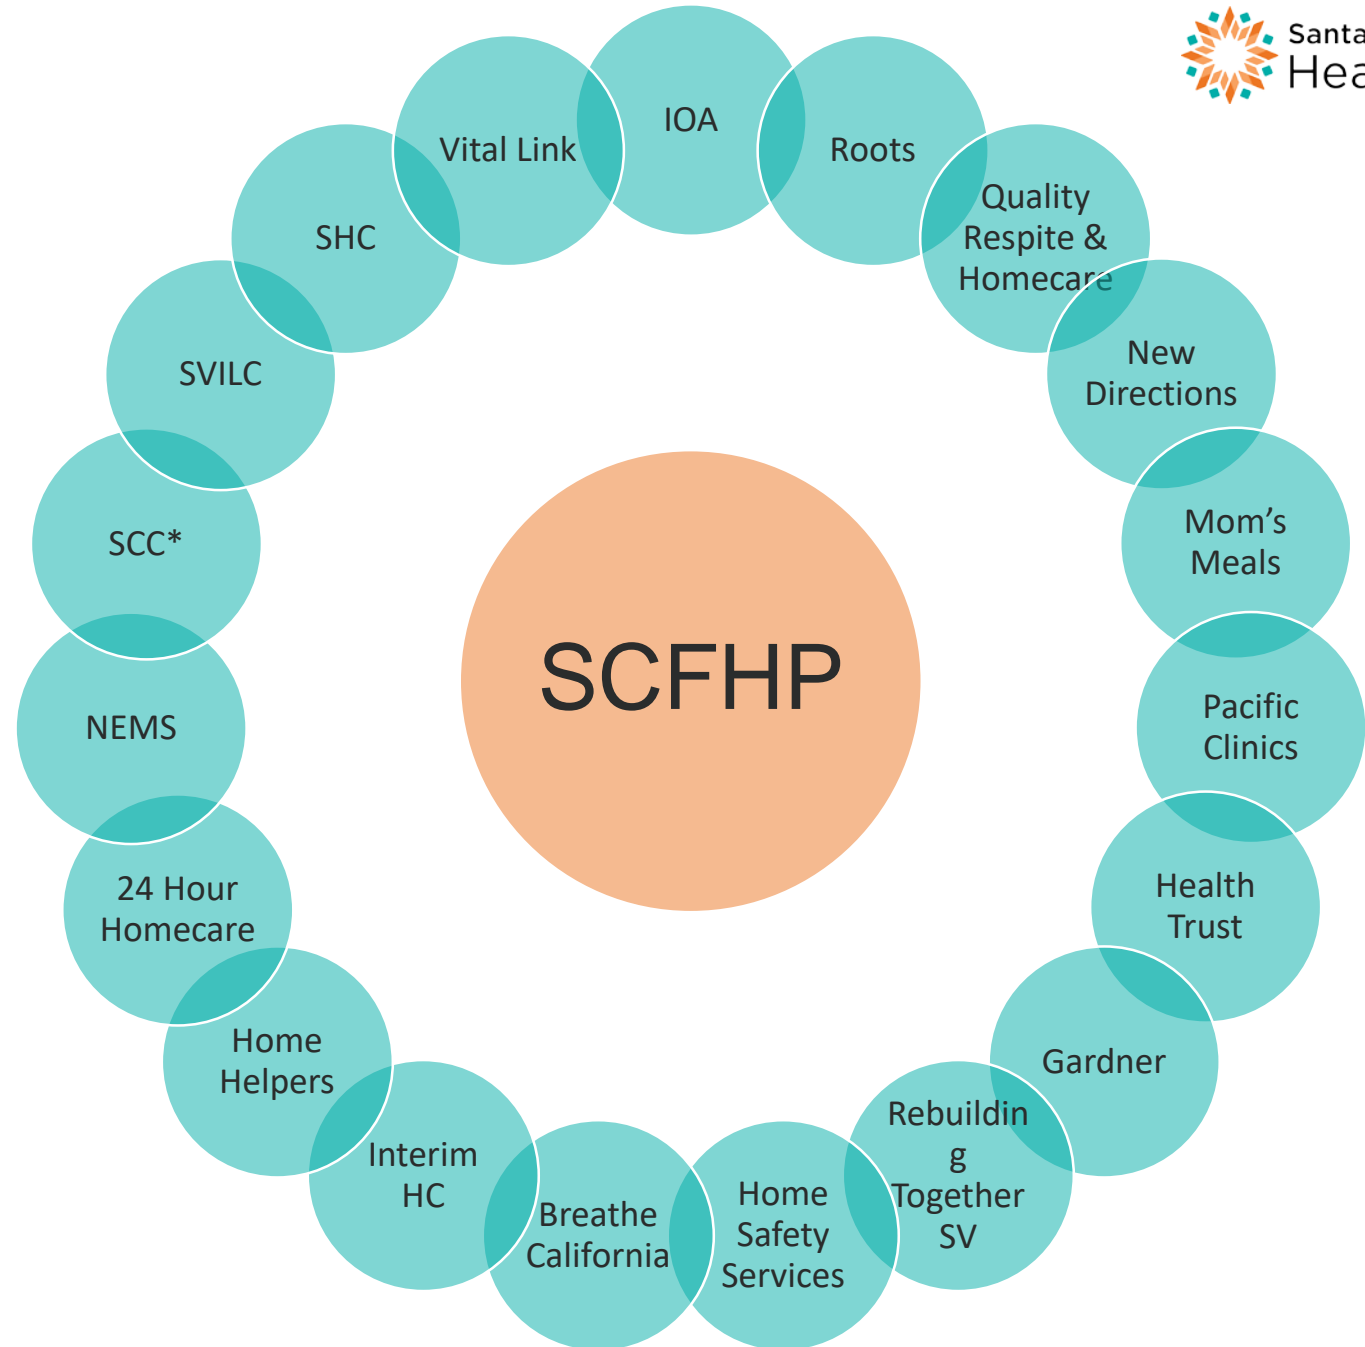 Santa
Hea
IOA
Roots
Quality
Respite &
Homecare
New
Directions
Mom's
Meals
Pacific
Clinics
Health
Trust
Gardner
Rebuildin
g
Together
SV
Home
Safety
Services
Breathe
California
Interim
HC
Home
Helpers
24 Hour
Homecare
NEMS
SCC*
SVILC
SHC
Vital Link
SCFHP